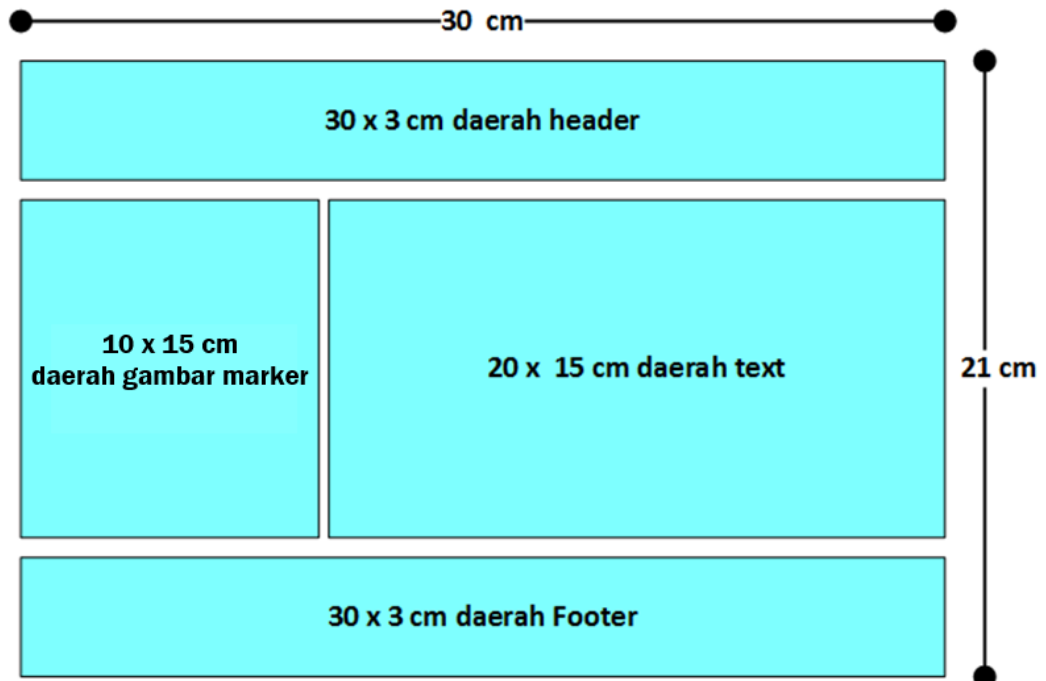 30 cm
30 x 3 cm daerah header
10 x 15 cm
daerah gambar marker
20 x 15 cm daerah text
21 cm
30 x 3 cm daerah Footer